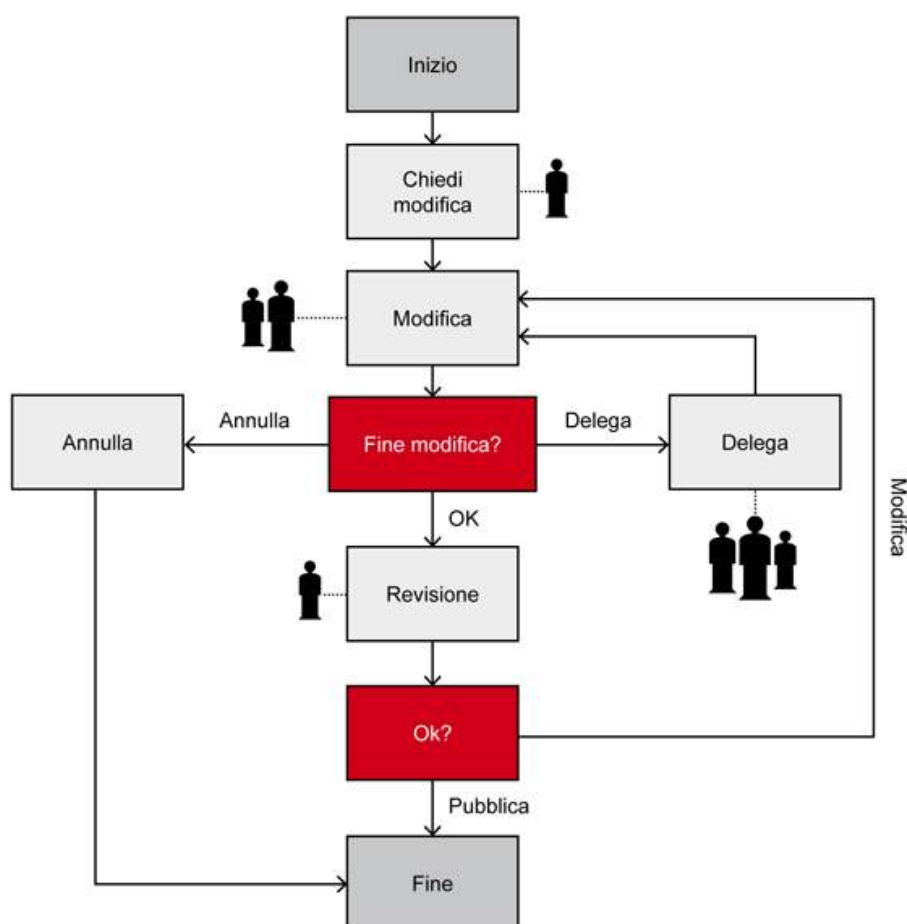 Inizio
Chiedi
modifica
Modifica
Annulla
Annulla
Fine modifica?
Delega
Delega
Modifica
OK
Revisione
Ok?
Pubblica
Fine